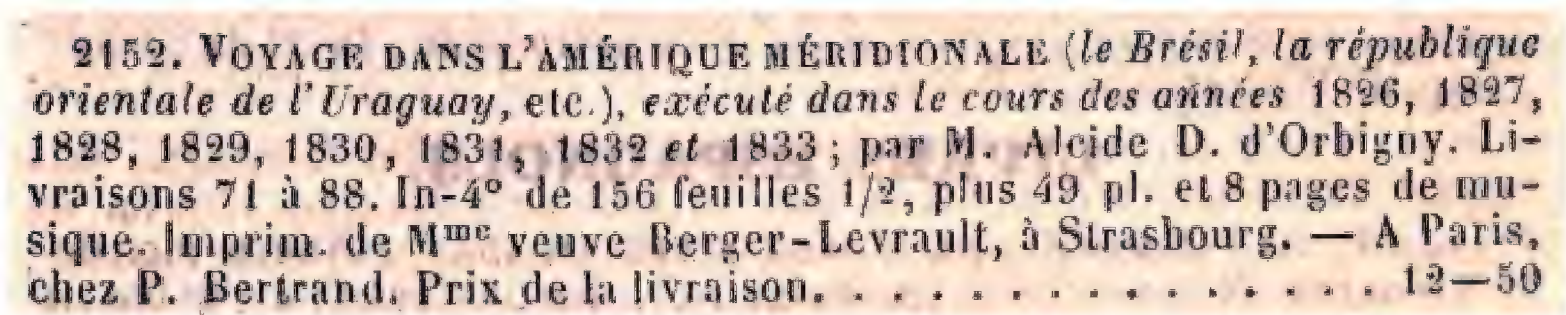 2152. VOYAGE DANS L'AMÉRIQUE MÉRIDIONALE (le Brésil, la république
orientale de l'Uraguay, etc.), exécuté dans le cours des années 1826, 1827,
1828, 1829, 1830, 1831, 1832 et 1833; par M. Alcide D. d'Orbigny. Li-
vraisons 71 à 88. In-4° de 156 feuilles 1/2, plus 49 pl. et 8 pages de mu-
sique. Imprim. de Mme veuve Berger-Levrault, à Strasbourg. — A Paris,
chez P. Bertrand. Prix de la livraison. . . . . . . . . . . . . . . . 12—50